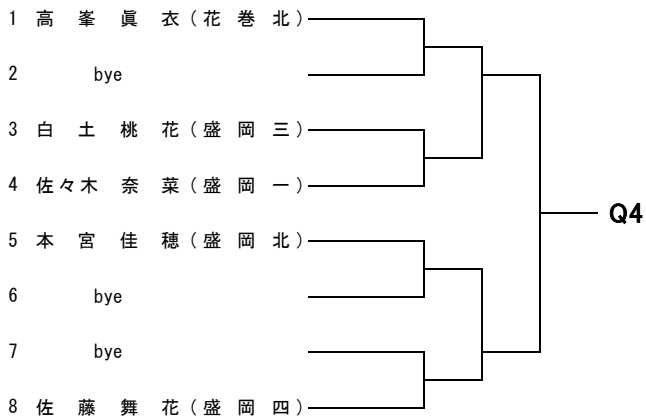 1 高峯 眞衣(花巻北)
2 bye
3 白土 桃花(盛岡三)
4 佐々木 奈菜(盛岡一)
5 本宮 佳穂(盛岡北)
6 bye
7 bye
8 佐藤 舞花(盛岡四)
Q4